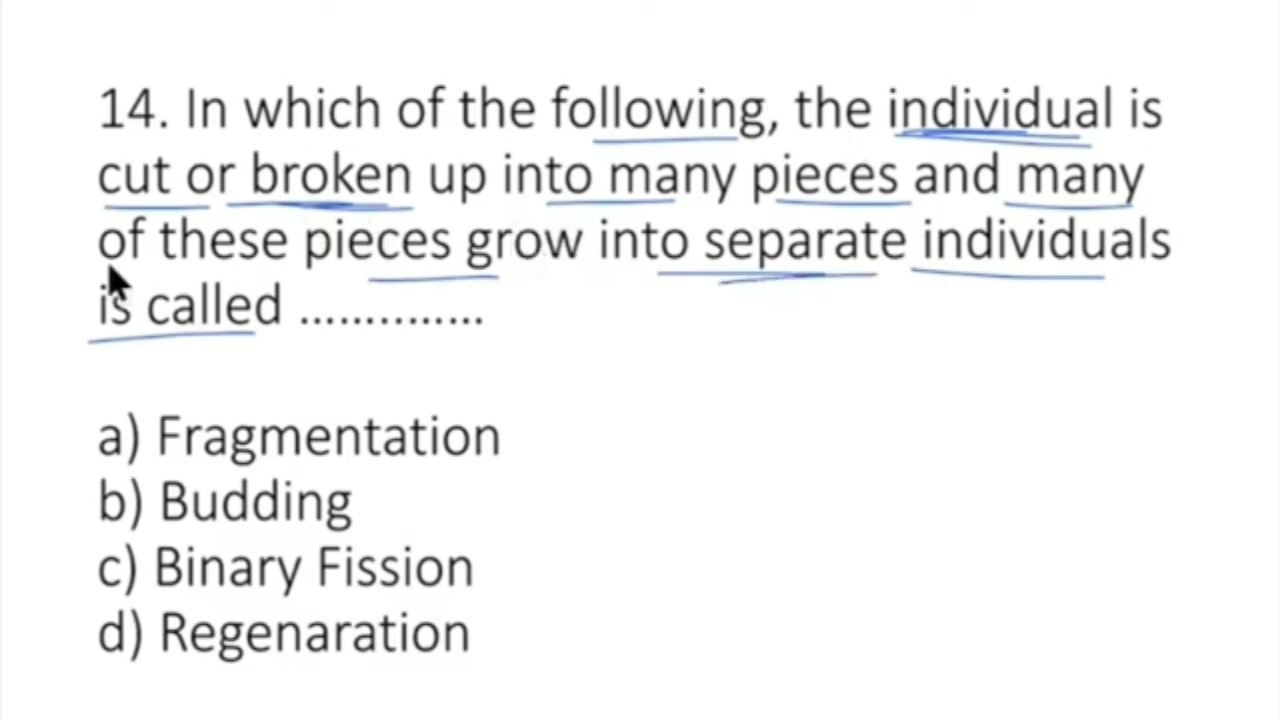 14. In which of the following, the individual is
cut or broken up into many pieces and many
of these pieces grow into separate individuals
is called ..............
a) Fragmentation
b) Budding
c) Binary Fission
d) Regenaration